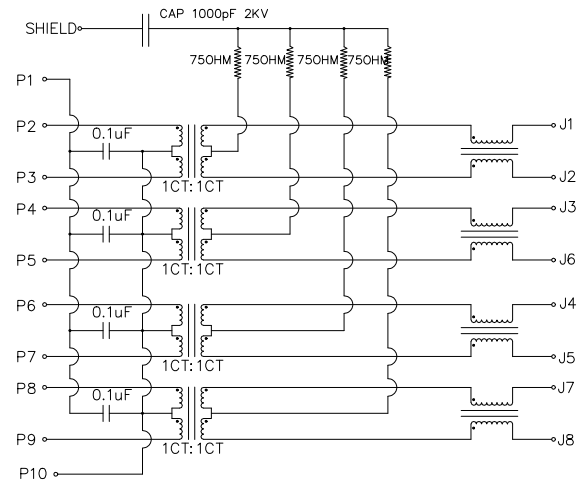 CAP 1000pF 2KV
SHIELD
75OHM 75OHM 75OHM 75OHM
P1
P2 J1
0.1uF
P3 J2
1CT:1CT
P4 J3
0.1uF
P5 J6
1CT:1CT
P6 J4
0.1uF
P7 J5
1CT:1CT
P8 J7
0.1uF
P9 J8
1CT:1CT
P10